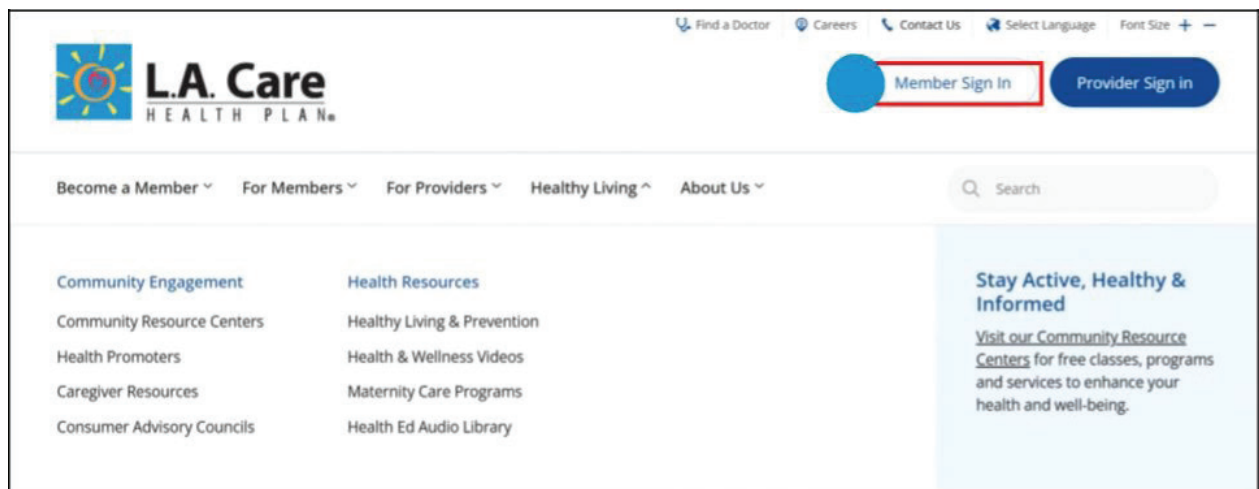 Find a Doctor Careers Contact Us Select Language Font Size + −
L.A. Care
HEALTH PLAN®
Member Sign In Provider Sign in
Become a Member For Members For Providers Healthy Living About Us Search
Community Engagement
Community Resource Centers
Health Promoters
Caregiver Resources
Consumer Advisory Councils
Health Resources
Healthy Living & Prevention
Health & Wellness Videos
Maternity Care Programs
Health Ed Audio Library
Stay Active, Healthy &
Informed
Visit our Community Resource
Centers for free classes, programs
and services to enhance your
health and well-being.